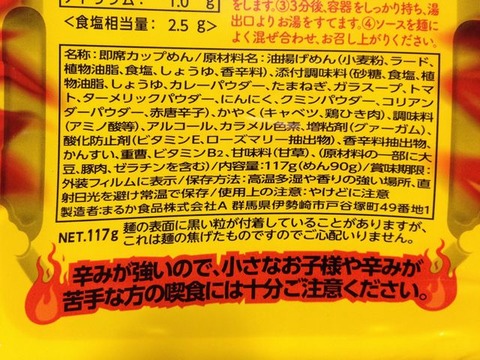 ナトリウム: 1.0 g
<食塩相当量: 2.5 g>
をします。③3分後、容器をしっかり持ち、湯
出口よりお湯をすてます。④ソースを麺に
よく混ぜ合わせ、お召し上がりください。
名称:即席カップめん/原材料名:油揚げめん(小麦粉、ラード、
植物油脂、食塩、しょうゆ、香辛料)、添付調味料(砂糖、食塩、植
物油脂、しょうゆ、カレーパウダー、たまねぎ、ガラスープ、トマ
ト、ターメリックパウダー、にんにく、クミンパウダー、コリアン
ダーパウダー、赤唐辛子)、かやく(キャベツ、鶏ひき肉)、調味料
(アミノ酸等)、アルコール、カラメル色素、増粘剤(グァーガム)、
酸化防止剤(ビタミンE、ローズマリー抽出物)、香辛料抽出物、
かんすい、重曹、ビタミンB2、甘味料(甘草)、(原材料の一部に大
豆、豚肉、ゼラチンを含む)/内容量:117g(めん90g)/賞味期限:
外装フィルムに表示/保存方法:高温多湿や香りの強い場所、直
射日光を避け常温で保存/使用上の注意:やけどに注意
製造者:まるか食品株式会社A 群馬県伊勢崎市戸谷塚町49番地1
NET.117g 麺の表面に黒い粒が付着していることがありますが、
これは麺の焦げたものですのでご心配いりません。
辛みが強いので、小さなお子様や辛みが
苦手な方の喫食には十分ご注意ください。